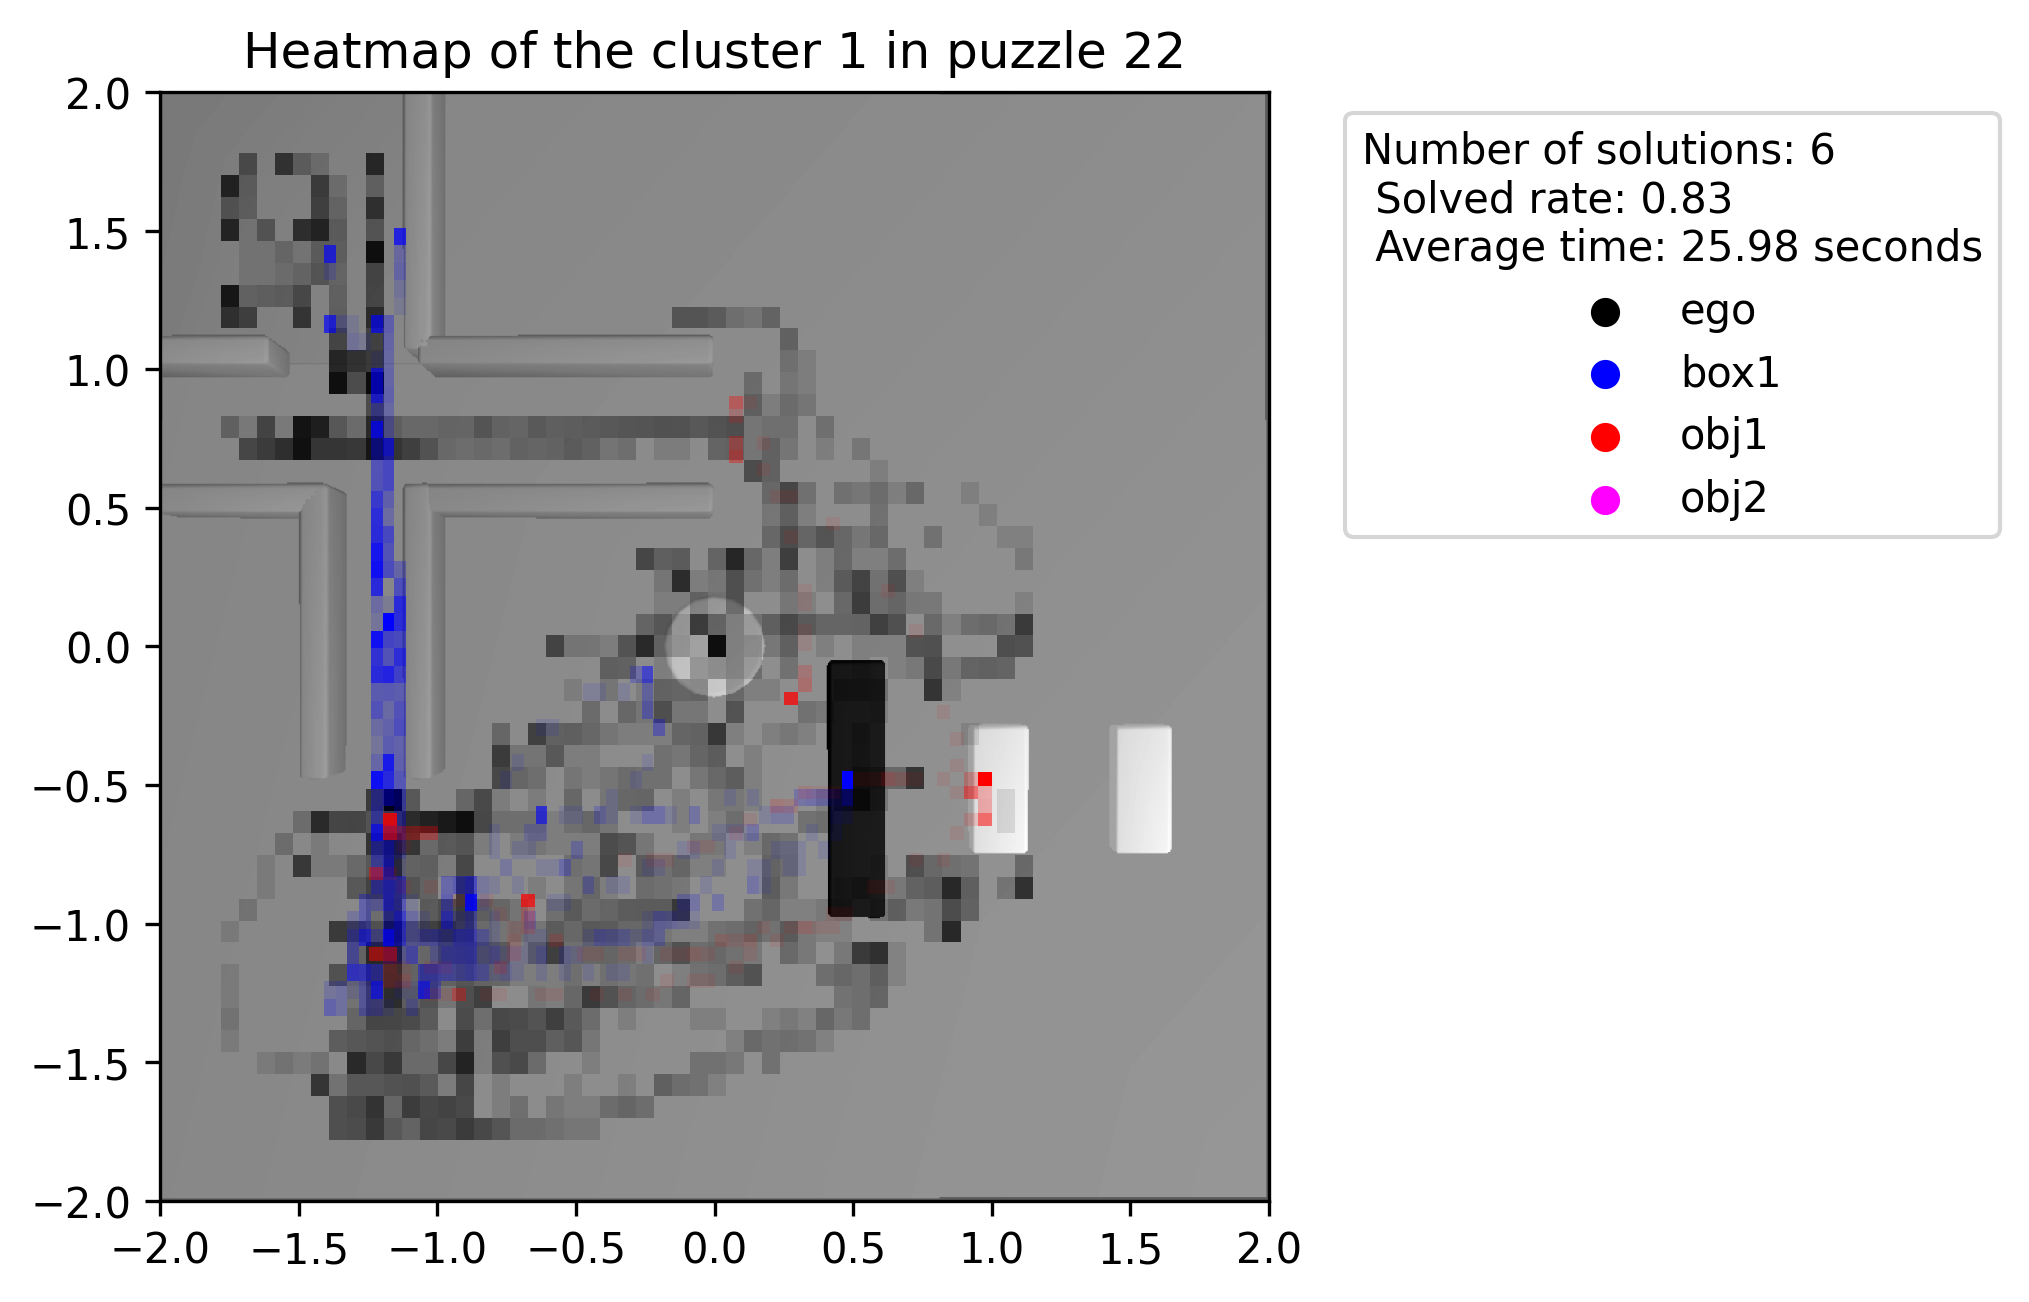 Heatmap of the cluster 1 in puzzle 22
Number of solutions: 6
Solved rate: 0.83
Average time: 25.98 seconds
ego
box1
obj1
obj2
2.0
1.5
1.0
0.5
0.0
−0.5
−1.0
−1.5
−2.0
−2.0 −1.5 −1.0 −0.5 0.0 0.5 1.0 1.5 2.0